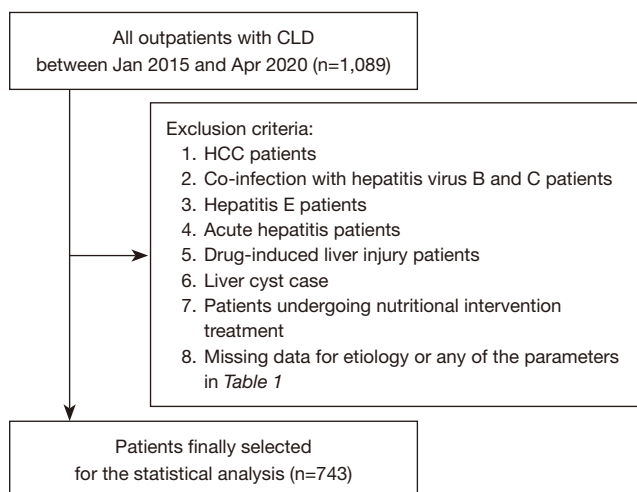 All outpatients with CLD
between Jan 2015 and Apr 2020 (n=1,089)
Exclusion criteria:
1. HCC patients
2. Co-infection with hepatitis virus B and C patients
3. Hepatitis E patients
4. Acute hepatitis patients
5. Drug-induced liver injury patients
6. Liver cyst case
7. Patients undergoing nutritional intervention
treatment
8. Missing data for etiology or any of the parameters
in Table 1
Patients finally selected
for the statistical analysis (n=743)